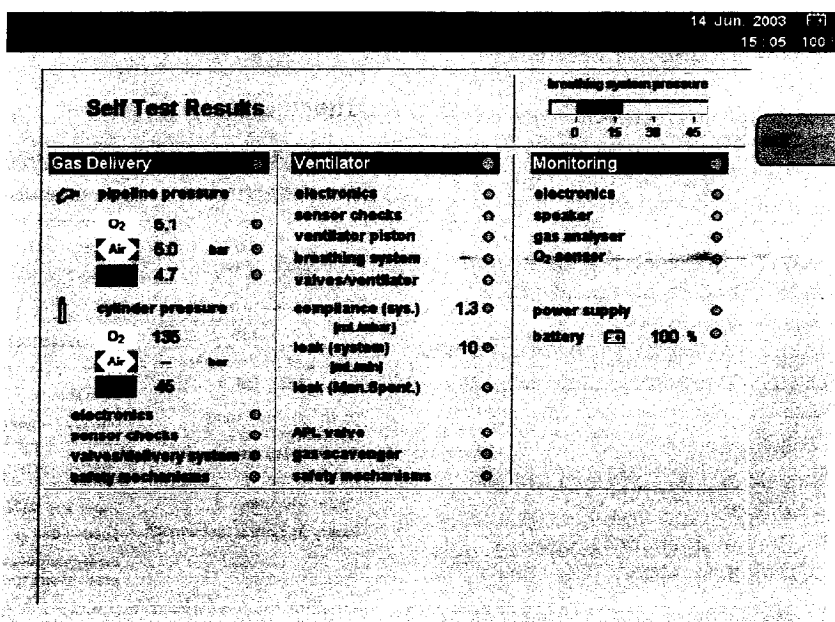 14 Jun. 2003
15:05 100
Self Test Results
breathing system pressure
0 15 30 45
Gas Delivery
pipeline pressure
O2 5.1
Air 5.0 bar
4.7
cylinder pressure
O2 135
Air – bar
45
electronics
sensor checks
valves/delivery system
safety mechanisms
Ventilator
electronics
sensor checks
ventilator piston
breathing system
valves/ventilator
compliance (sys.) 1.3
[mL/mbar]
leak (system) 10
[mL/min]
leak (Man.Spont.)
APL valve
gas scavenger
safety mechanisms
Monitoring
electronics
speaker
gas analyser
O2 sensor
power supply
battery 100 %